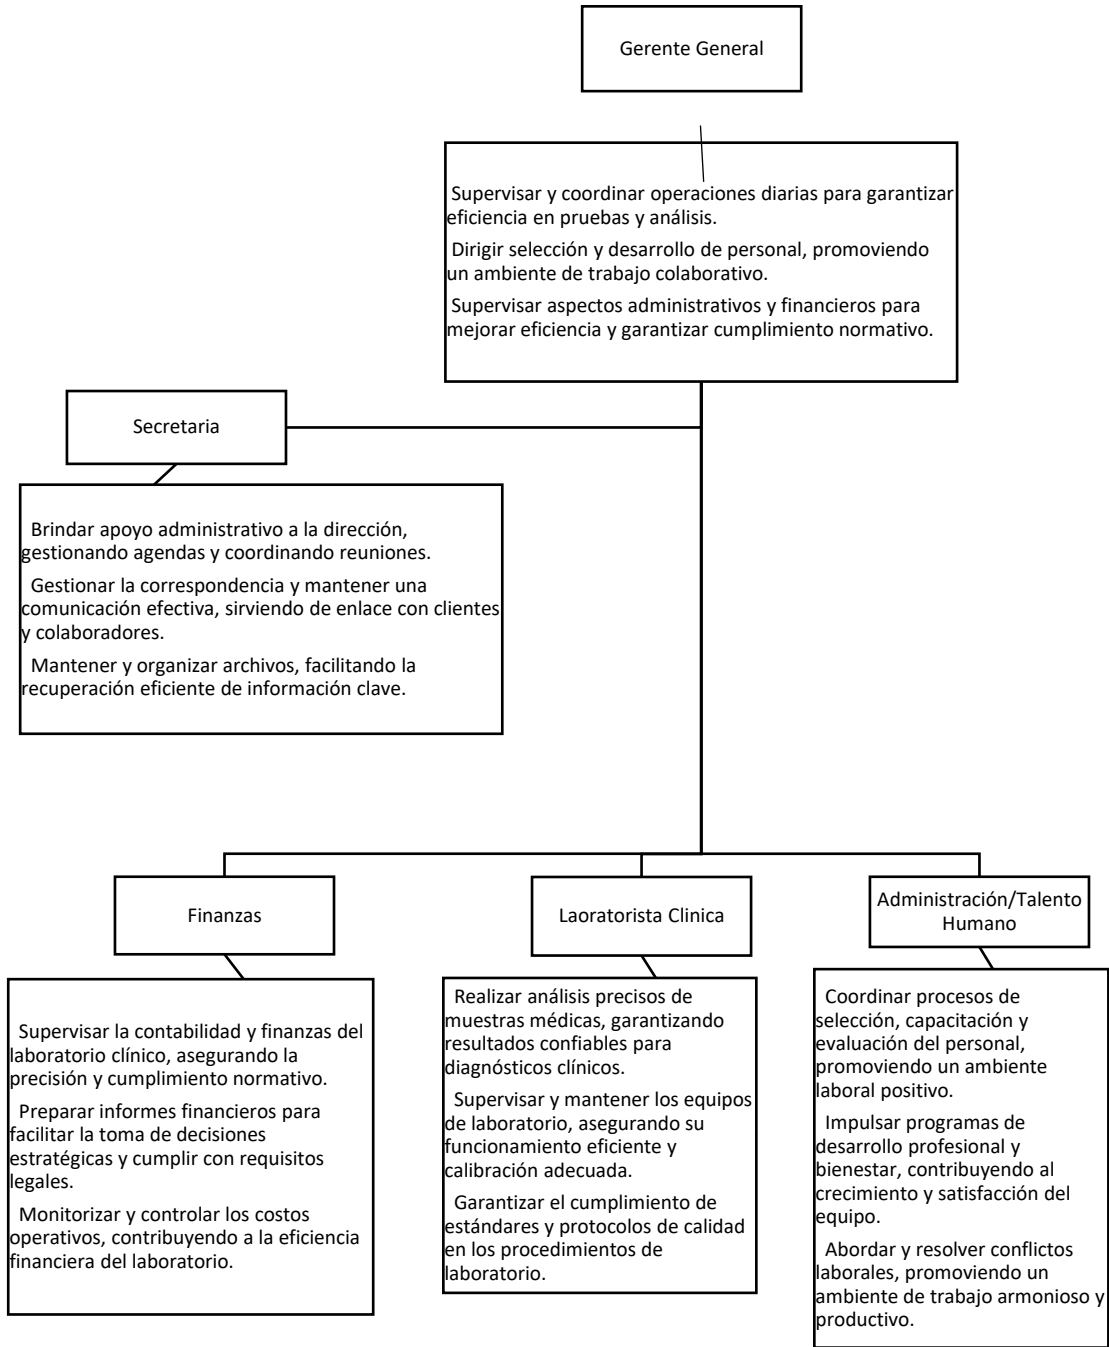 Gerente General
Supervisar y coordinar operaciones diarias para garantizar
eficiencia en pruebas y análisis.
Dirigir selección y desarrollo de personal, promoviendo
un ambiente de trabajo colaborativo.
Supervisar aspectos administrativos y financieros para
mejorar eficiencia y garantizar cumplimiento normativo.
Secretaria
Brindar apoyo administrativo a la dirección,
gestionando agendas y coordinando reuniones.
Gestionar la correspondencia y mantener una
comunicación efectiva, sirviendo de enlace con clientes
y colaboradores.
Mantener y organizar archivos, facilitando la
recuperación eficiente de información clave.
Finanzas
Supervisar la contabilidad y finanzas del
laboratorio clínico, asegurando la
precisión y cumplimiento normativo.
Preparar informes financieros para
facilitar la toma de decisiones
estratégicas y cumplir con requisitos
legales.
Monitorizar y controlar los costos
operativos, contribuyendo a la eficiencia
financiera del laboratorio.
Laoratorista Clinica
Realizar análisis precisos de
muestras médicas, garantizando
resultados confiables para
diagnósticos clínicos.
Supervisar y mantener los equipos
de laboratorio, asegurando su
funcionamiento eficiente y
calibración adecuada.
Garantizar el cumplimiento de
estándares y protocolos de calidad
en los procedimientos de
laboratorio.
Administración/Talento
Humano
Coordinar procesos de
selección, capacitación y
evaluación del personal,
promoviendo un ambiente
laboral positivo.
Impulsar programas de
desarrollo profesional y
bienestar, contribuyendo al
crecimiento y satisfacción del
equipo.
Abordar y resolver conflictos
laborales, promoviendo un
ambiente de trabajo armonioso y
productivo.